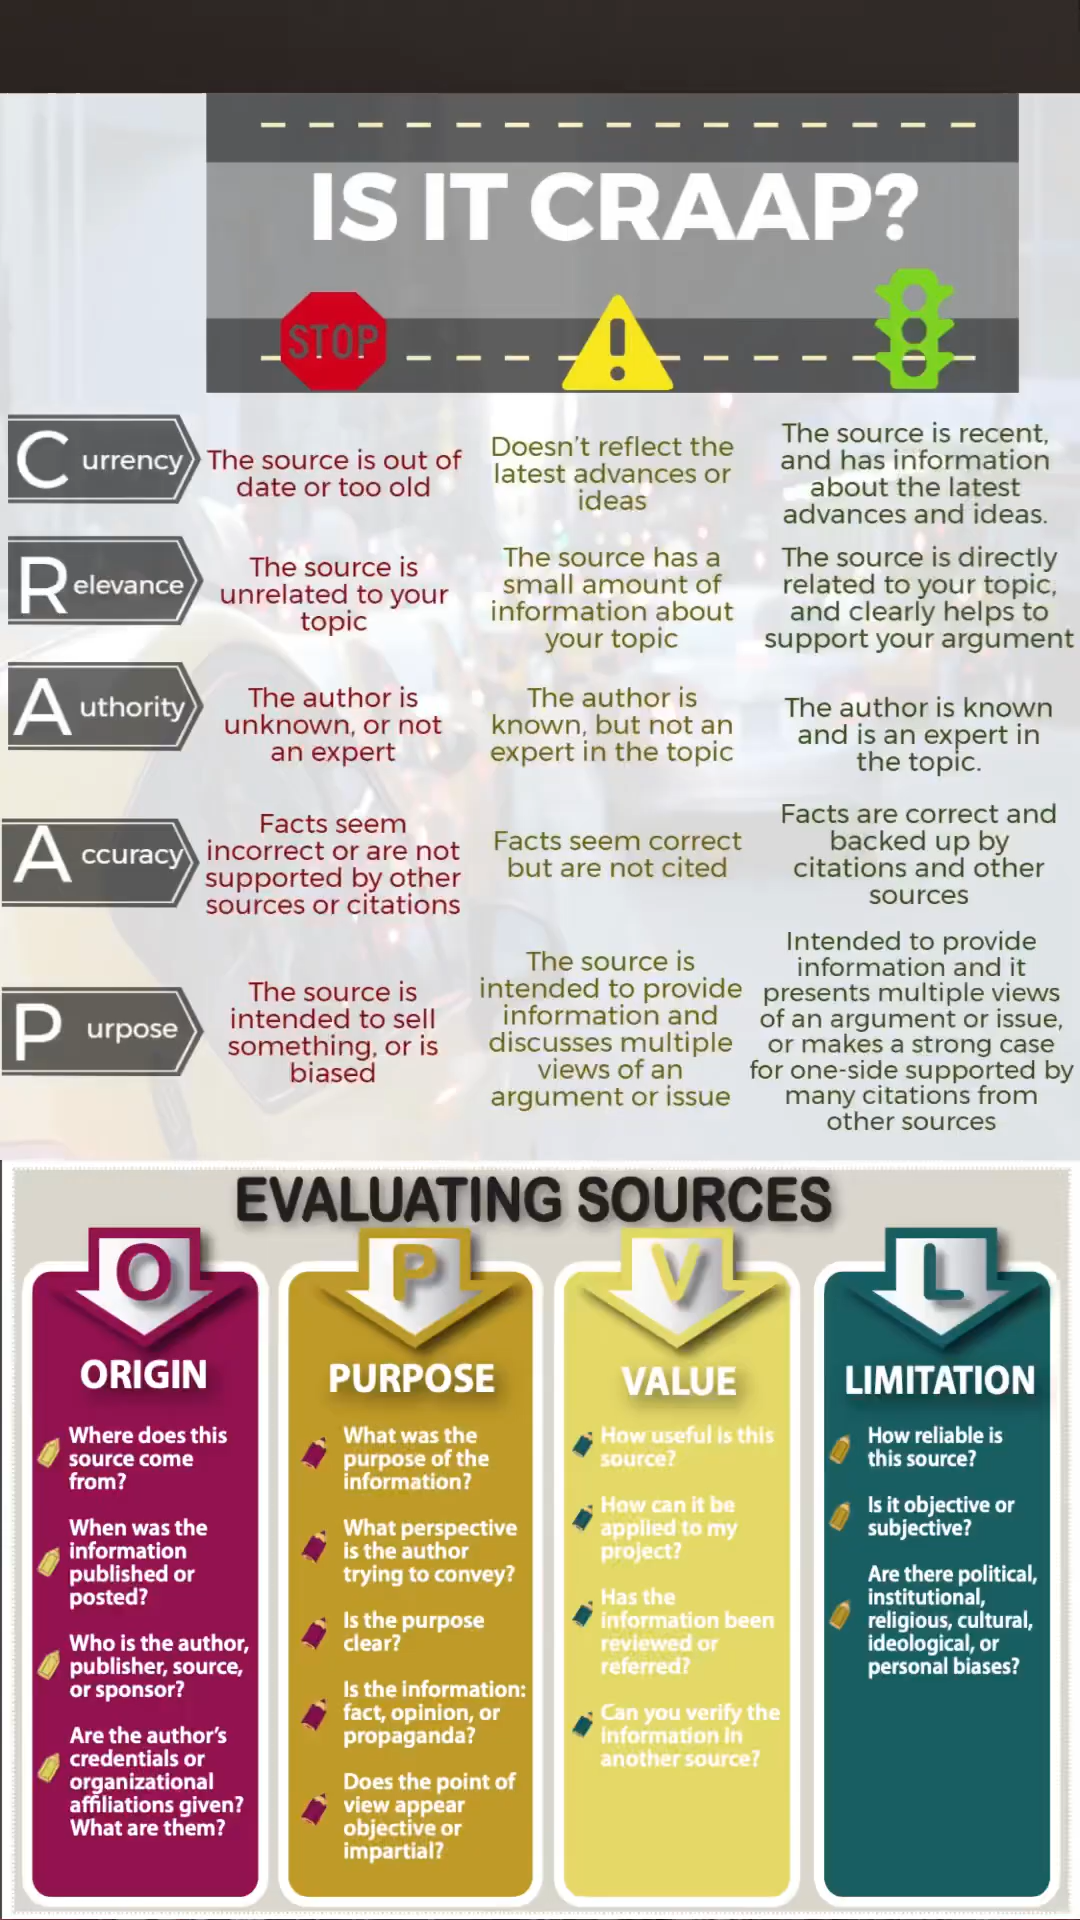 IS IT CRAAP?
STOP
Currency
The source is out of
date or too old
Doesn't reflect the
latest advances or
ideas
The source is recent,
and has information
about the latest
advances and ideas.
Relevance
The source is
unrelated to your
topic
The source has a
small amount of
information about
your topic
The source is directly
related to your topic,
and clearly helps to
support your argument
Authority
The author is
unknown, or not
an expert
The author is
known, but not an
expert in the topic
The author is known
and is an expert in
the topic.
Accuracy
Facts seem
incorrect or are not
supported by other
sources or citations
Facts seem correct
but are not cited
Facts are correct and
backed up by
citations and other
sources
Purpose
The source is
intended to sell
something, or is
biased
The source is
intended to provide
information and
discusses multiple
views of an
argument or issue
Intended to provide
information and it
presents multiple views
of an argument or issue,
or makes a strong case
for one-side supported by
many citations from
other sources
EVALUATING SOURCES
O
ORIGIN
Where does this
source come
from?
When was the
information
published or
posted?
Who is the author,
publisher, source,
or sponsor?
Are the author's
credentials or
organizational
affiliations given?
What are them?
P
PURPOSE
What was the
purpose of the
information?
What perspective
is the author
trying to convey?
Is the purpose
clear?
Is the information:
fact, opinion, or
propaganda?
Does the point of
view appear
objective or
impartial?
V
VALUE
How useful is this
source?
How can it be
applied to my
project?
Has the
information been
reviewed or
referred?
Can you verify the
information in
another source?
L
LIMITATION
How reliable is
this source?
Is it objective or
subjective?
Are there political,
institutional,
religious, cultural,
ideological, or
personal biases?